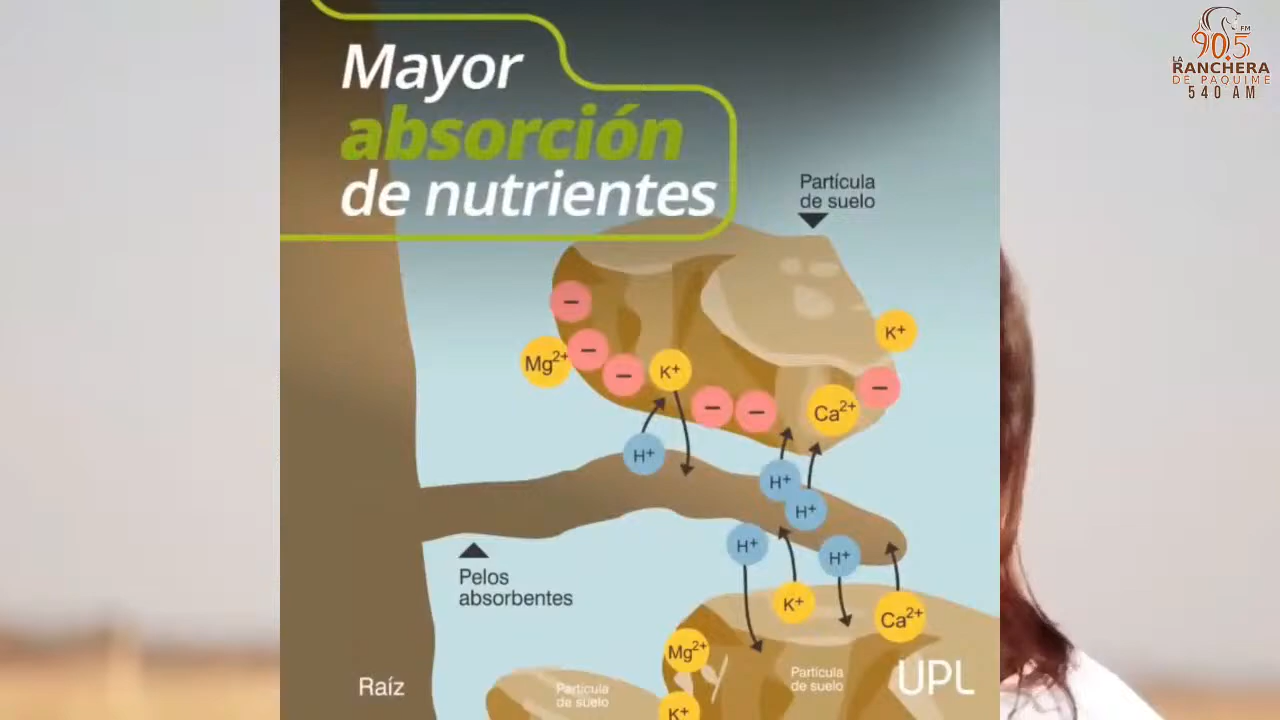 Mayor
absorción
de nutrientes
FM
90.5
LA
RANCHERA
DE PAQUIMÉ
540 AM
Partícula
de suelo
−
K⁺
Mg²⁺
−
−
K⁺
−
−
−
Ca²⁺
H⁺
H⁺
H⁺
H⁺
H⁺
Pelos
absorbentes
K⁺
Ca²⁺
Mg²⁺
Raíz
Partícula
de suelo
Partícula
de suelo
UPL
K⁺